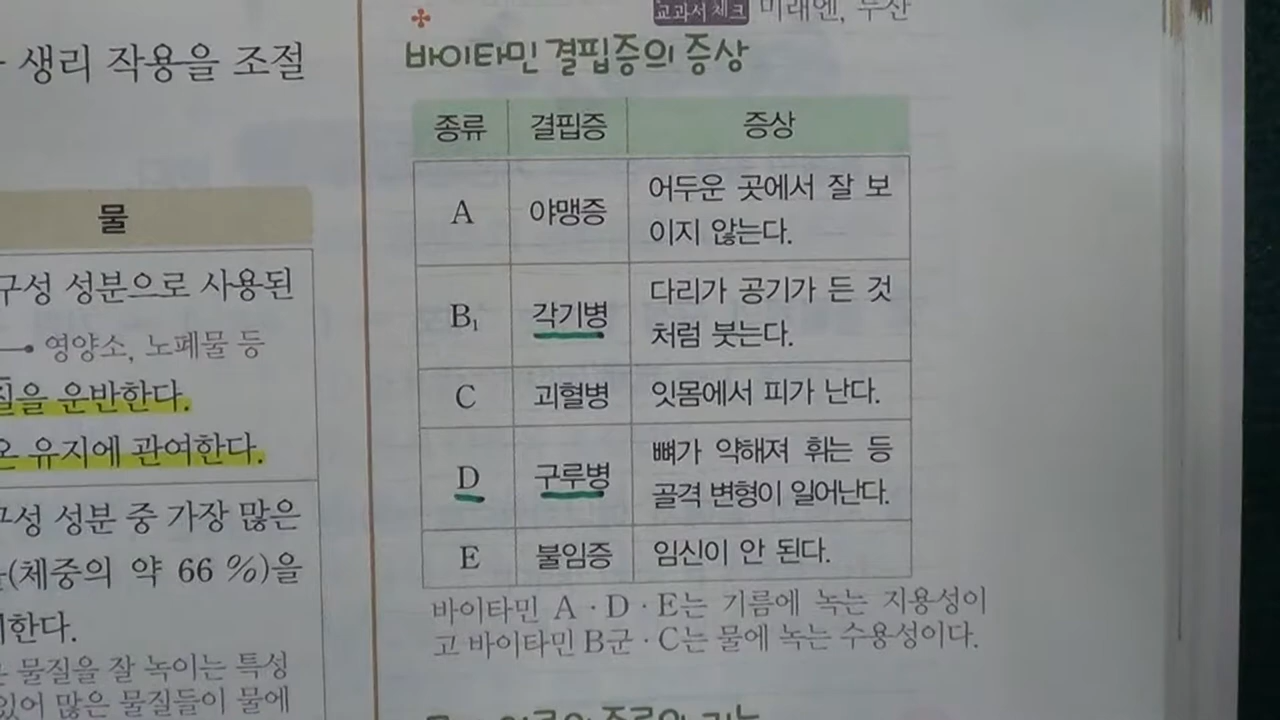 생리 작용을 조절
물
구성 성분으로 사용된
영양소, 노폐물 등
질을 운반한다.
온 유지에 관여한다.
구성 성분 중 가장 많은
(체중의 약 66 %)을
한다.
물질을 잘 녹이는 특성
있어 많은 물질들이 물에
교과서 체크 미래엔, 두산
바이타민 결핍증의 증상
종류 결핍증 증상
A 야맹증 어두운 곳에서 잘 보
이지 않는다.
B₁ 각기병 다리가 공기가 든 것
처럼 붓는다.
C 괴혈병 잇몸에서 피가 난다.
D 구루병 뼈가 약해져 휘는 등
골격 변형이 일어난다.
E 불임증 임신이 안 된다.
바이타민 A · D · E는 기름에 녹는 지용성이
고 바이타민 B군 · C는 물에 녹는 수용성이다.